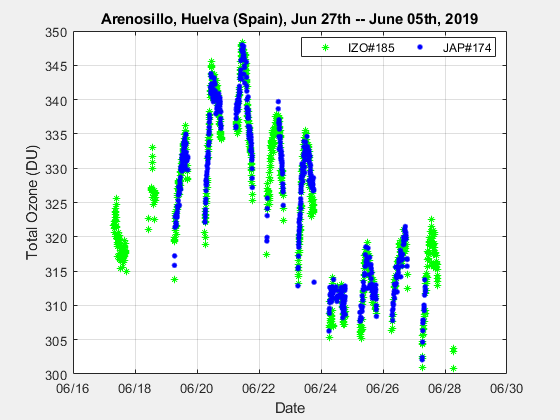 Arenosillo, Huelva (Spain), Jun 27th -- June 05th, 2019
IZO#185 JAP#174
Total Ozone (DU)
350
345
340
335
330
325
320
315
310
305
300
06/16 06/18 06/20 06/22 06/24 06/26 06/28 06/30
Date